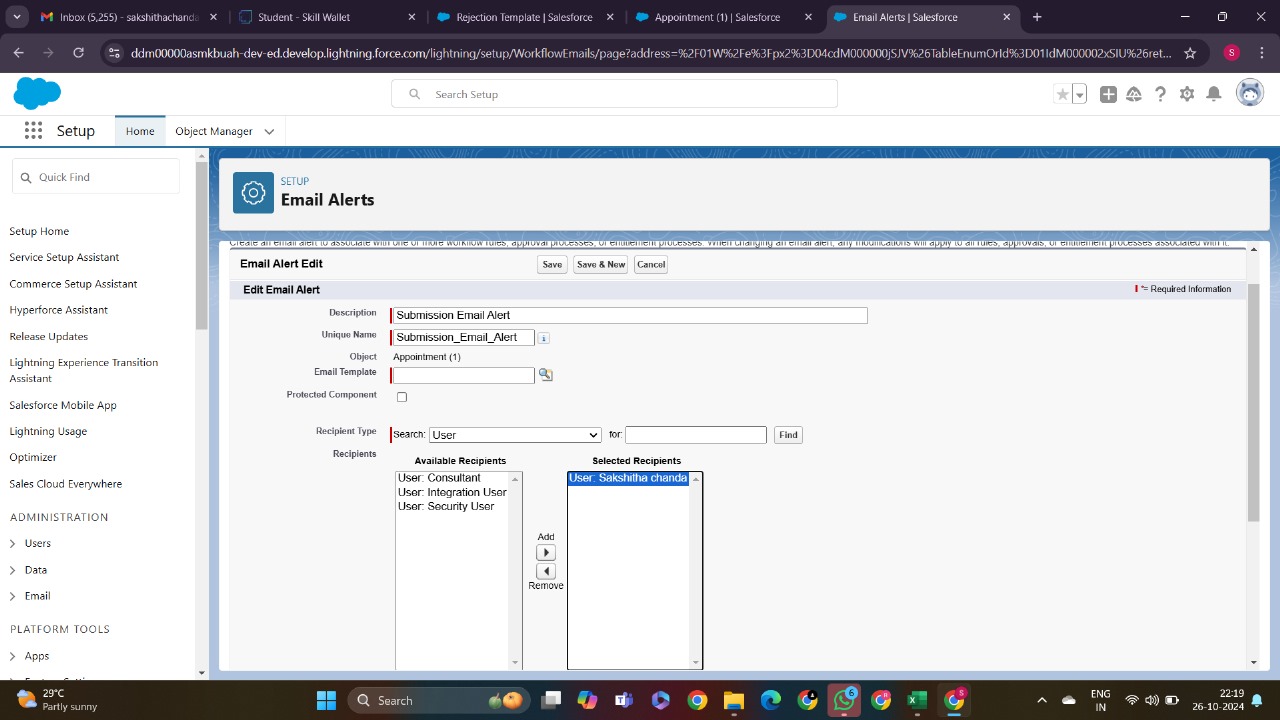 Inbox (5,255) - sakshithachanda
Student - Skill Wallet
Rejection Template | Salesforce
Appointment (1) | Salesforce
Email Alerts | Salesforce
ddm00000asmkbuah-dev-ed.develop.lightning.force.com/lightning/setup/WorkflowEmails/page?address=%2F01W%2Fe%3Fpx2%3D04cdM000000jSJV%26TableEnumOrId%3D01IdM000002xSIU%26ret...
S
Search Setup
Setup
Home
Object Manager
Quick Find
Setup Home
Service Setup Assistant
Commerce Setup Assistant
Hyperforce Assistant
Release Updates
Lightning Experience Transition
Assistant
Salesforce Mobile App
Lightning Usage
Optimizer
Sales Cloud Everywhere
ADMINISTRATION
Users
Data
Email
PLATFORM TOOLS
Apps
SETUP
Email Alerts
Create an email alert to associate with one or more workflow rules, approval processes, or entitlement processes. When changing an email alert, any modifications will apply to all rules, approvals, or entitlement processes associated with it.
Email Alert Edit
Save
Save & New
Cancel
Edit Email Alert
= Required Information
Description
Submission Email Alert
Unique Name
Submission_Email_Alert
i
Object
Appointment (1)
Email Template
Protected Component
Recipient Type
Search: User
for:
Find
Recipients
Available Recipients
Selected Recipients
User: Consultant
User: Integration User
User: Security User
User: Sakshitha chanda
Add
Remove
29°C
Partly sunny
Search
6
ENG
IN
22:19
26-10-2024